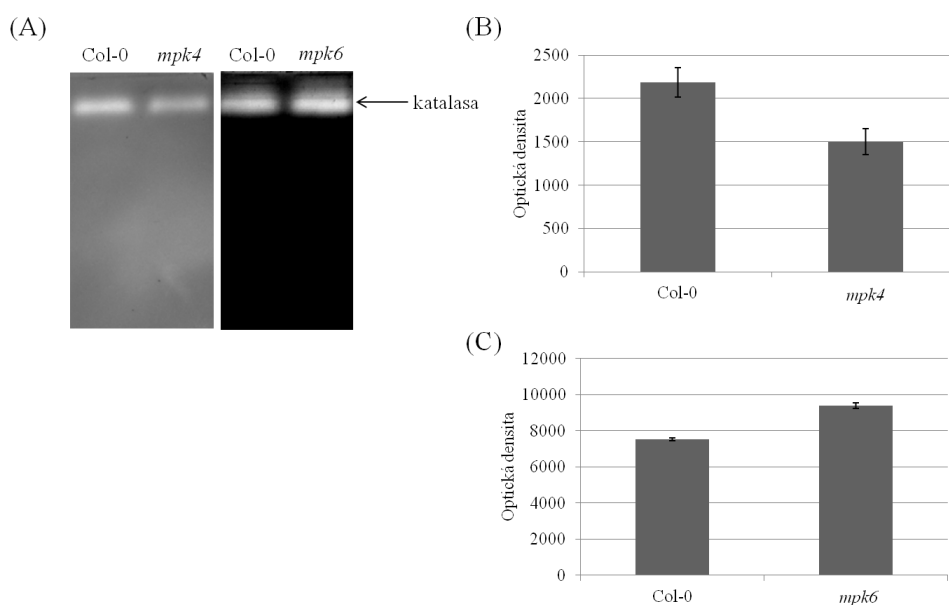 (A)
Col-0 mpk4 Col-0 mpk6
katalasa
(B)
Optická densita
2500
2000
1500
1000
500
0
Col-0 mpk4
(C)
Optická densita
12000
10000
8000
6000
4000
2000
0
Col-0 mpk6